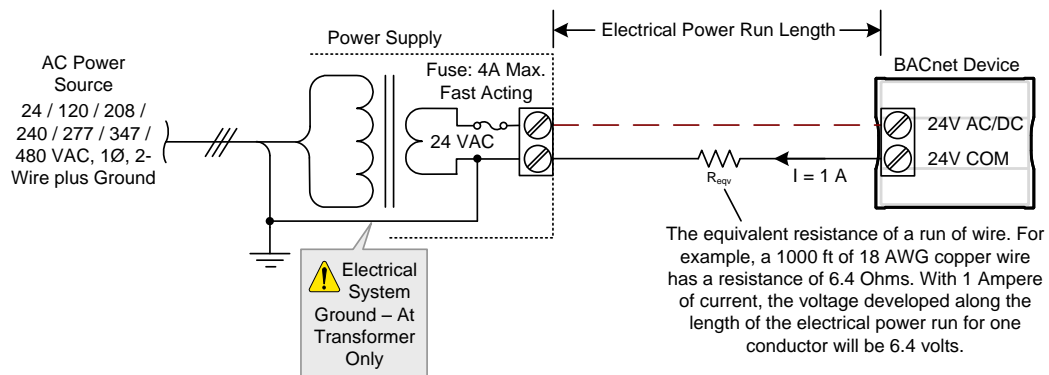 Electrical Power Run Length
Power Supply
BACnet Device
AC Power
Source
24 / 120 / 208 /
240 / 277 / 347 /
480 VAC, 1Ø, 2-
Wire plus Ground
Fuse: 4A Max.
Fast Acting
24 VAC
24V AC/DC
24V COM
Reqv
I = 1 A
The equivalent resistance of a run of wire. For
example, a 1000 ft of 18 AWG copper wire
has a resistance of 6.4 Ohms. With 1 Ampere
of current, the voltage developed along the
length of the electrical power run for one
conductor will be 6.4 volts.
Electrical
System
Ground – At
Transformer
Only